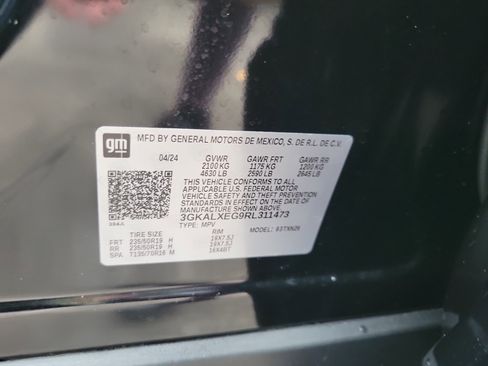 gm
MFD BY GENERAL MOTORS DE MEXICO, S. DE R.L. DE C.V.
04/24 GVWR GAWR FRT GAWR RR
2100 KG 1175 KG 1200 KG
4630 LB 2590 LB 2645 LB
THIS VEHICLE CONFORMS TO ALL
APPLICABLE U.S. FEDERAL MOTOR
VEHICLE SAFETY AND THEFT PREVENTION
STANDARDS IN EFFECT ON THE DATE OF
MANUFACTURE SHOWN ABOVE.
3GKALXEG9RL311473
TYPE: MPV MODEL:
TIRE SIZE RIM
FRT 235/50R19 H 19X7.5J
RR 235/50R19 H 19X7.5J
SPA T135/70R16 M 16X4BT